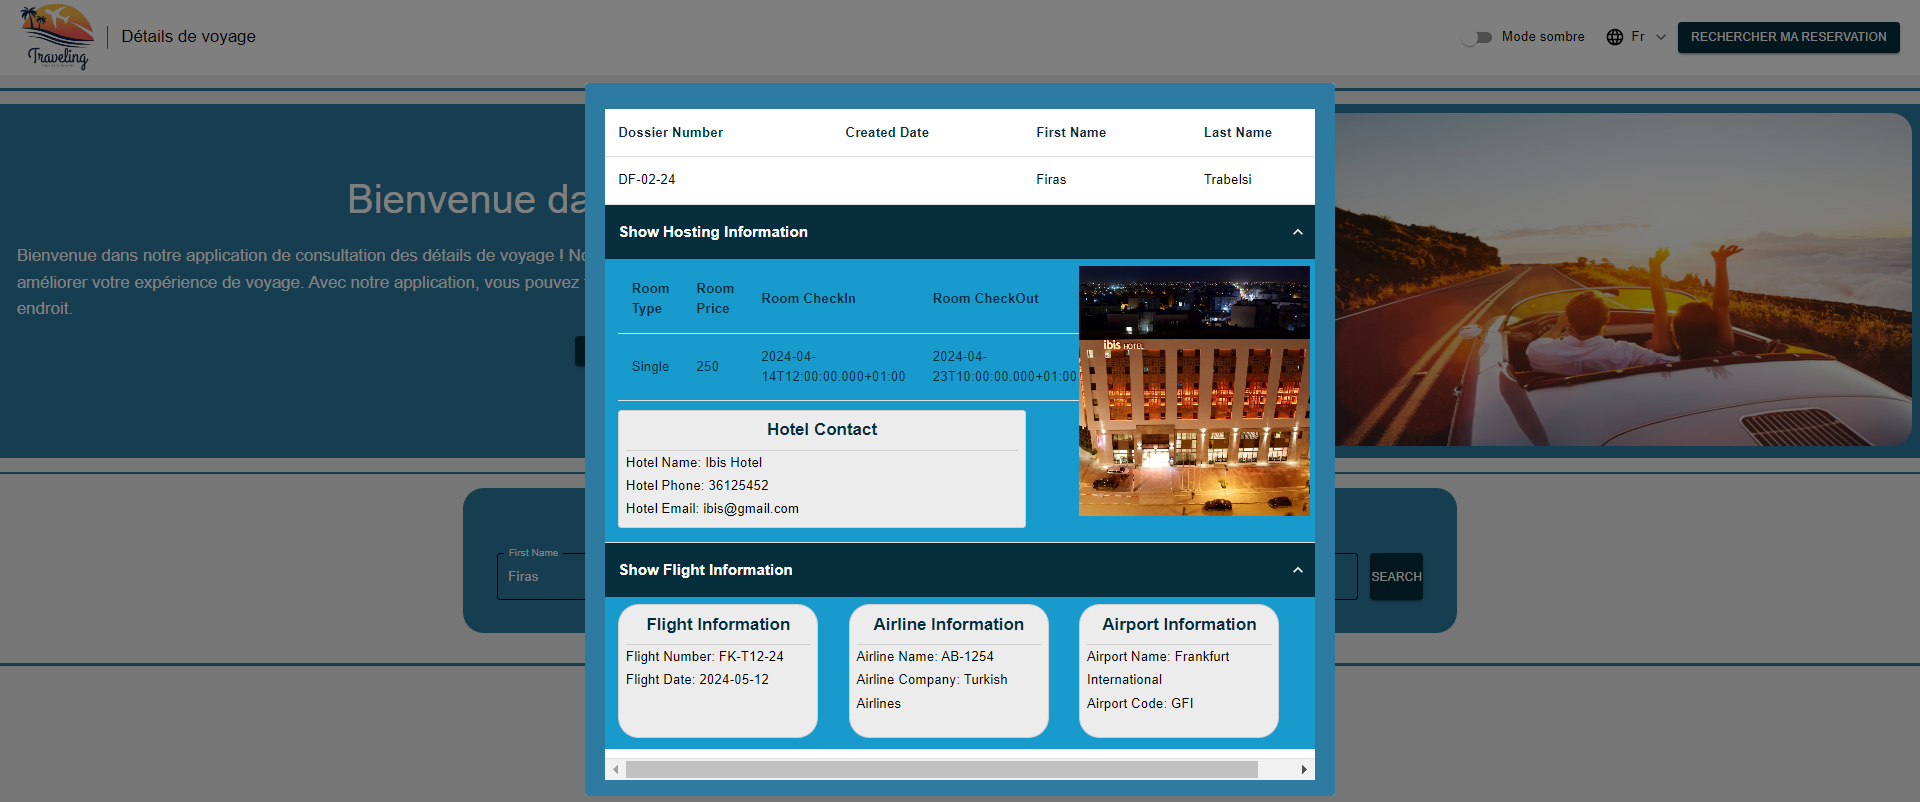 Traveling
Détails de voyage
Mode sombre
Fr
RECHERCHER MA RESERVATION
Bienvenue da
Bienvenue dans notre application de consultation des détails de voyage ! No
améliorer votre expérience de voyage. Avec notre application, vous pouvez
endroit.
Dossier Number Created Date First Name Last Name
DF-02-24 Firas Trabelsi
Show Hosting Information
Room Type Room Price Room CheckIn Room CheckOut
Single 250 2024-04-14T12:00:00.000+01:00 2024-04-23T10:00:00.000+01:00
ibis HOTEL
Hotel Contact
Hotel Name: Ibis Hotel
Hotel Phone: 36125452
Hotel Email: ibis@gmail.com
First Name
Firas
SEARCH
Show Flight Information
Flight Information
Flight Number: FK-T12-24
Flight Date: 2024-05-12
Airline Information
Airline Name: AB-1254
Airline Company: Turkish
Airlines
Airport Information
Airport Name: Frankfurt
International
Airport Code: GFI